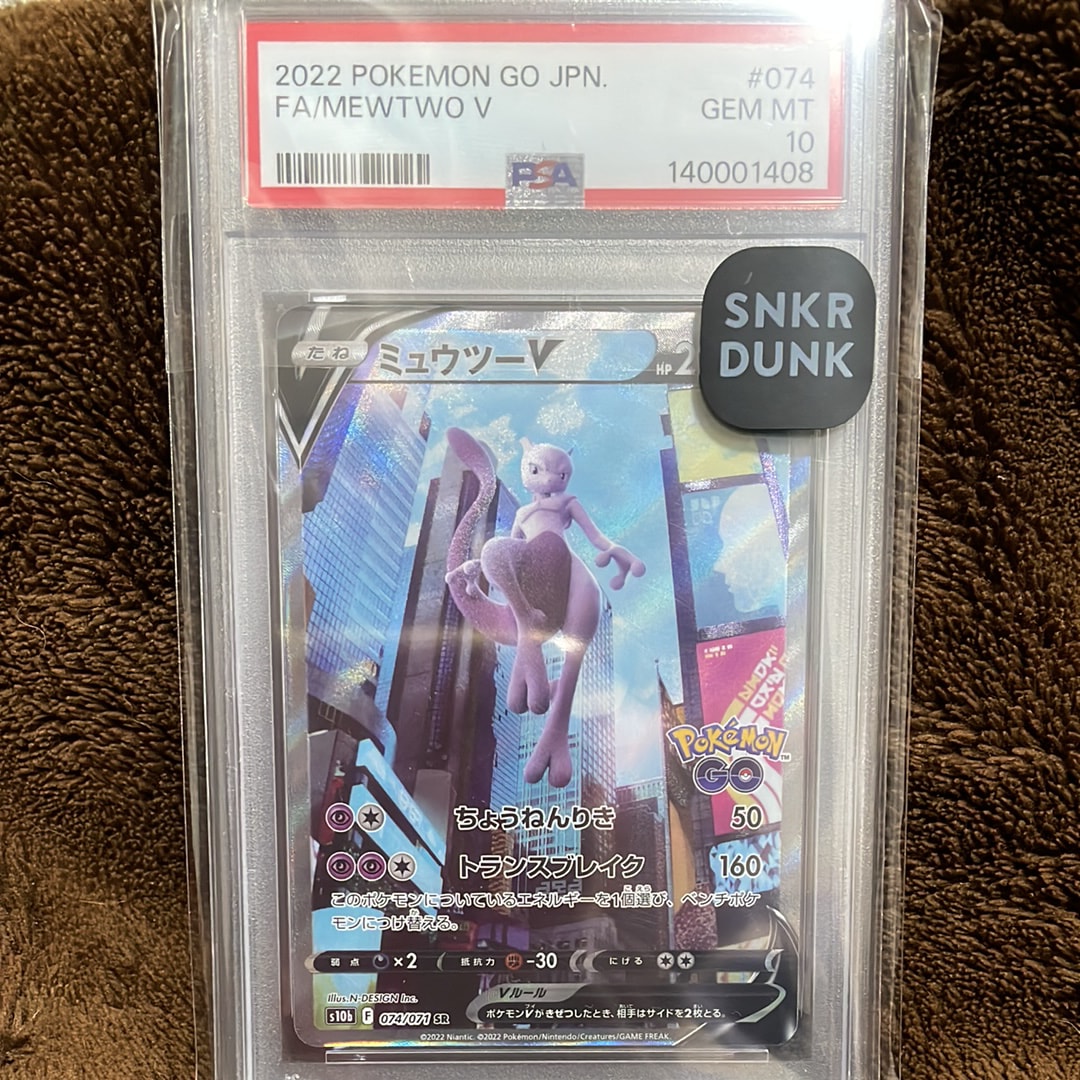 2022 POKEMON GO JPN.
FA/MEWTWO V
#074
GEM MT
10
140001408
PSA
SNKR
DUNK
たね
ミュウツーV
HP 2
POKéMON
GO
ちょうねんりき 50
トランスブレイク 160
このポケモンについているエネルギーを1個選び、ベンチポケ
モンにつけ替える。
弱点 ×2 抵抗力 -30 にげる
Vルール
ポケモンVがきぜつしたとき、相手はサイドを2枚とる。
Illus.N-DESIGN Inc.
s10b F 074/071 SR
©2022 Niantic. ©2022 Pokémon/Nintendo/Creatures/GAME FREAK.